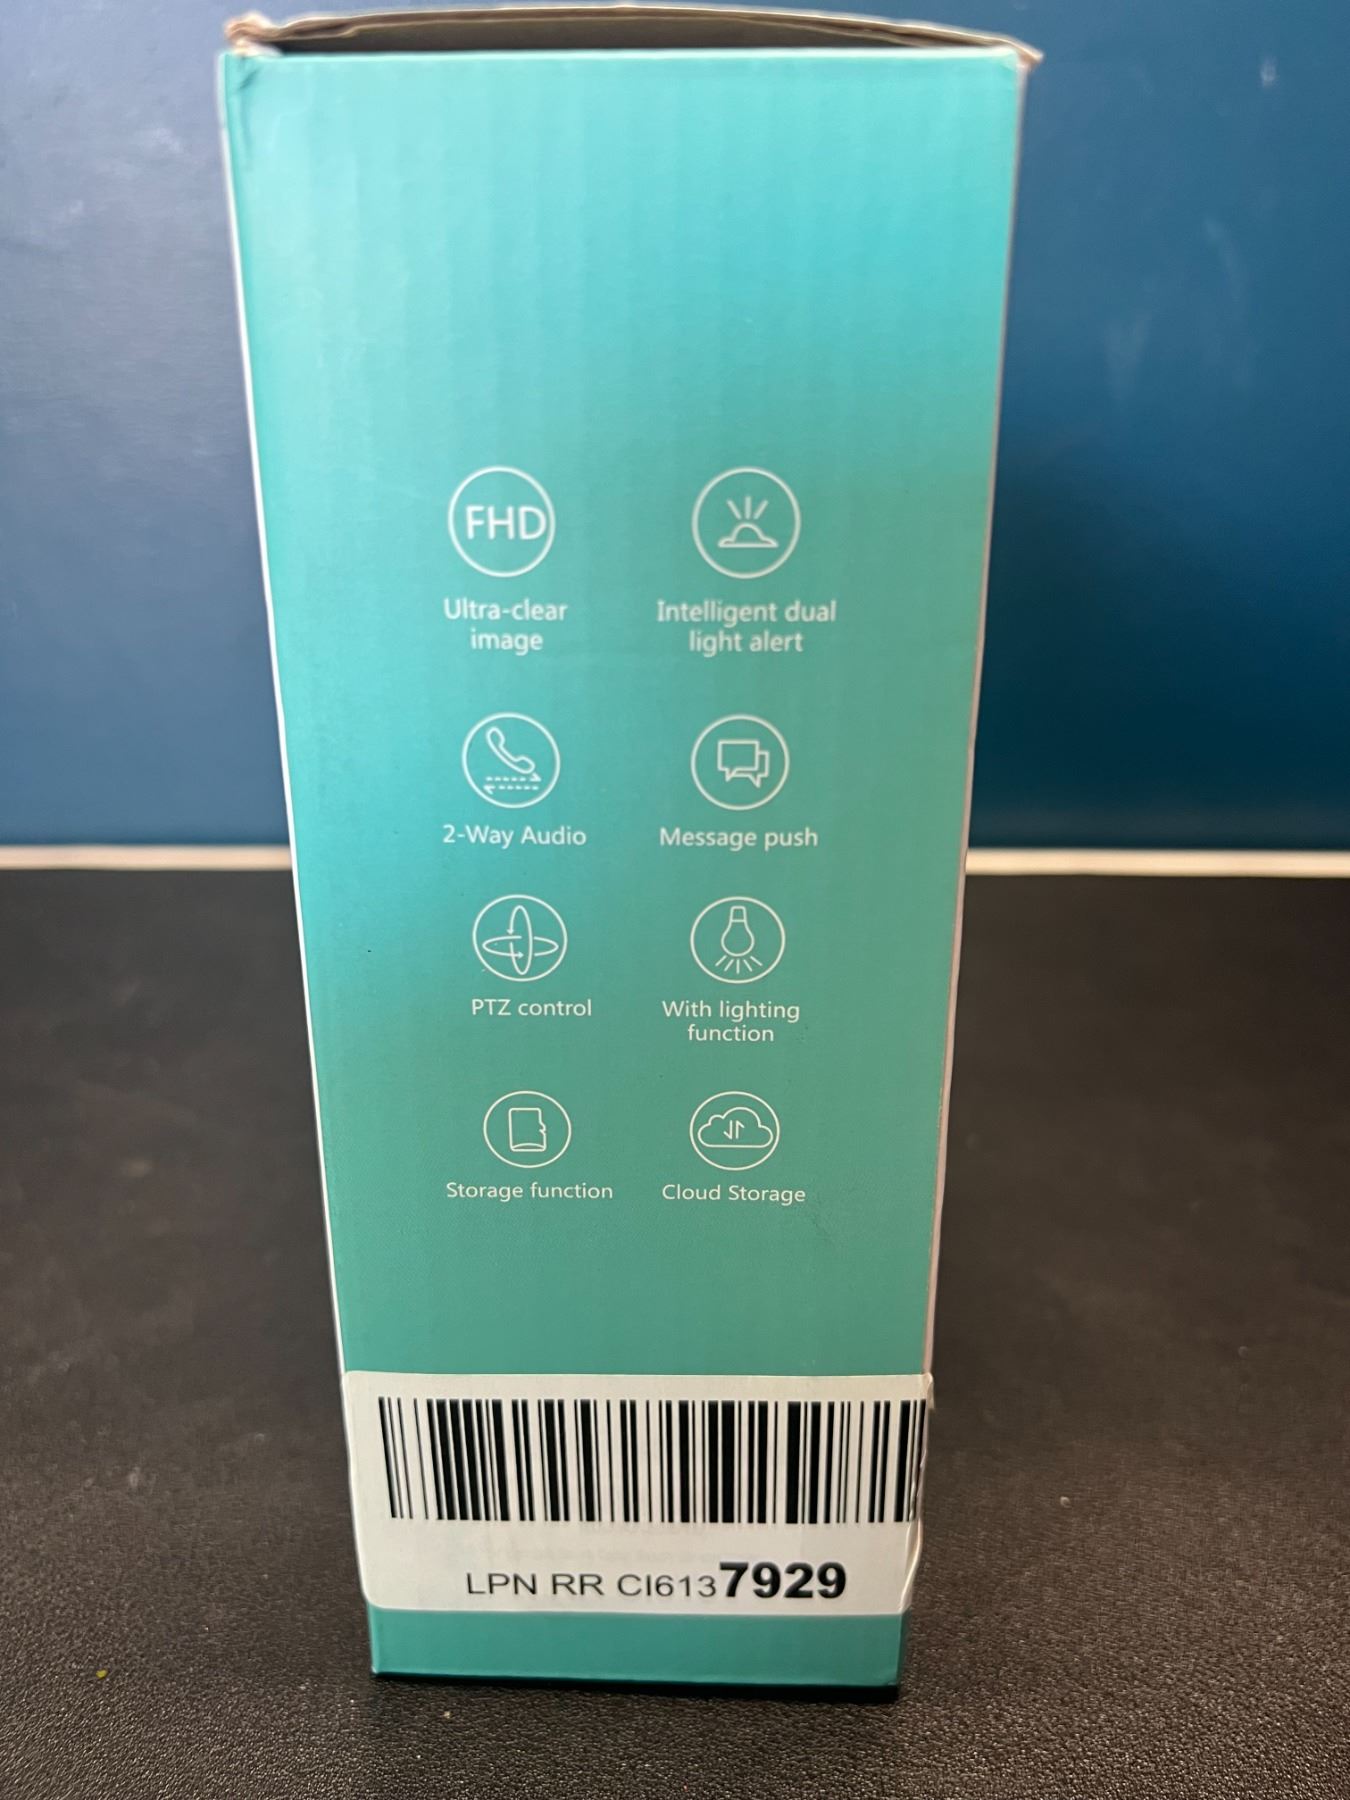 FHD
Ultra-clear
image
Intelligent dual
light alert
2-Way Audio
Message push
PTZ control
With lighting
function
Storage function
Cloud Storage
LPN RR CI6137929